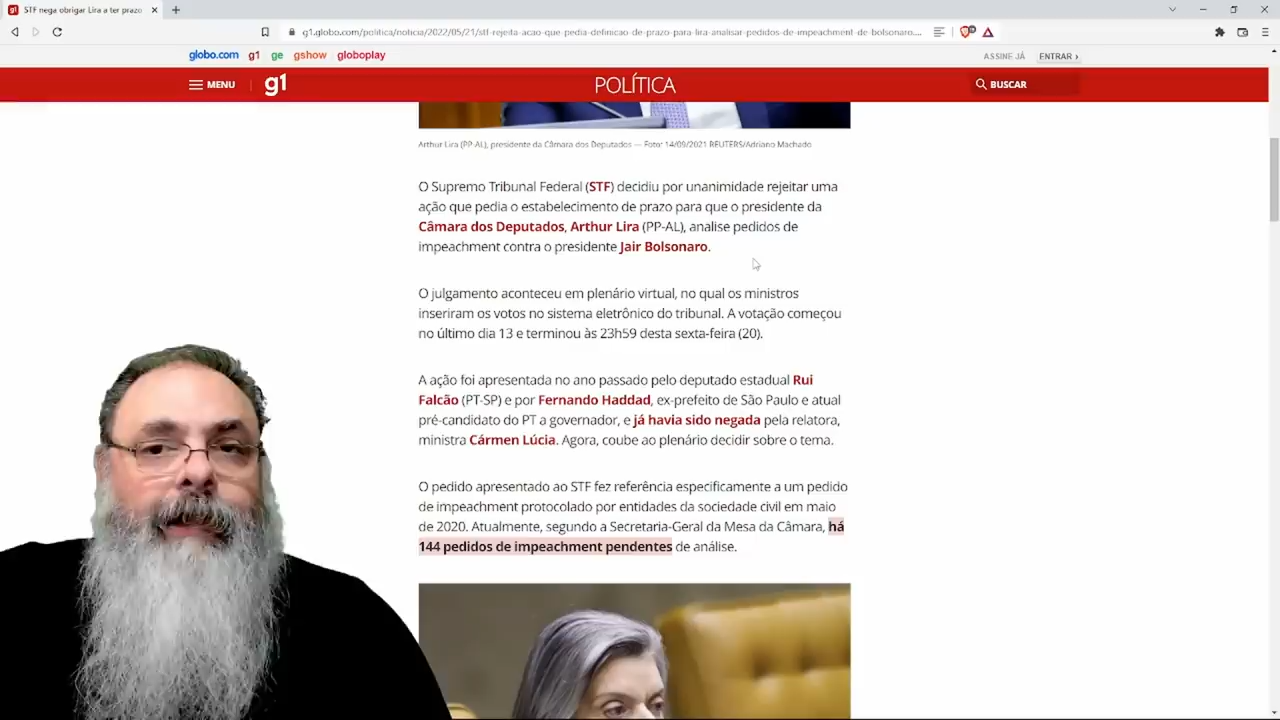 STF nega obrigar Lira a ter prazo
g1.globo.com/politica/noticia/2022/05/21/stf-rejeita-acao-que-pedia-definicao-de-prazo-para-lira-analisar-pedidos-de-impeachment-de-bolsonaro....
globo.com g1 ge gshow globoplay ASSINE JÁ ENTRAR ›
MENU g1 POLÍTICA BUSCAR
Arthur Lira (PP-AL), presidente da Câmara dos Deputados — Foto: 14/09/2021 REUTERS/Adriano Machado
O Supremo Tribunal Federal (STF) decidiu por unanimidade rejeitar uma
ação que pedia o estabelecimento de prazo para que o presidente da
Câmara dos Deputados, Arthur Lira (PP-AL), analise pedidos de
impeachment contra o presidente Jair Bolsonaro.
O julgamento aconteceu em plenário virtual, no qual os ministros
inseriram os votos no sistema eletrônico do tribunal. A votação começou
no último dia 13 e terminou às 23h59 desta sexta-feira (20).
A ação foi apresentada no ano passado pelo deputado estadual Rui
Falcão (PT-SP) e por Fernando Haddad, ex-prefeito de São Paulo e atual
pré-candidato do PT a governador, e já havia sido negada pela relatora,
ministra Cármen Lúcia. Agora, coube ao plenário decidir sobre o tema.
O pedido apresentado ao STF fez referência especificamente a um pedido
de impeachment protocolado por entidades da sociedade civil em maio
de 2020. Atualmente, segundo a Secretaria-Geral da Mesa da Câmara, há
144 pedidos de impeachment pendentes de análise.